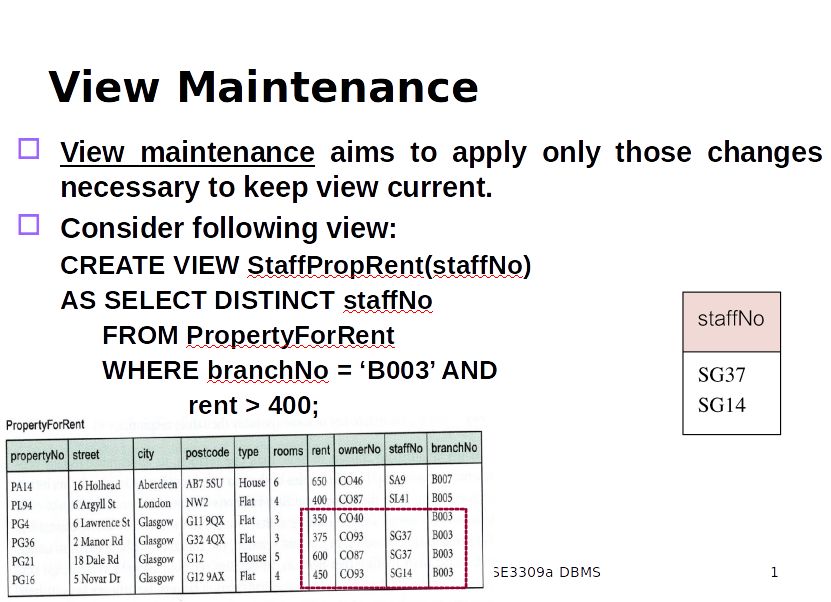 View Maintenance
View maintenance aims to apply only those changes
necessary to keep view current.
Consider following view:
CREATE VIEW StaffPropRent(staffNo)
AS SELECT DISTINCT staffNo
FROM PropertyForRent
WHERE branchNo = ‘B003’ AND
rent > 400;
staffNo
SG37
SG14
PropertyForRent
propertyNo street city postcode type rooms rent ownerNo staffNo branchNo
PA14 16 Holhead Aberdeen AB7 5SU House 6 650 CO46 SA9 B007
PL94 6 Argyll St London NW2 Flat 4 400 CO87 SL41 B005
PG4 6 Lawrence St Glasgow G11 9QX Flat 3 350 CO40 B003
PG36 2 Manor Rd Glasgow G32 4QX Flat 3 375 CO93 SG37 B003
PG21 18 Dale Rd Glasgow G12 House 5 600 CO87 SG37 B003
PG16 5 Novar Dr Glasgow G12 9AX Flat 4 450 CO93 SG14 B003
SE3309a DBMS 1